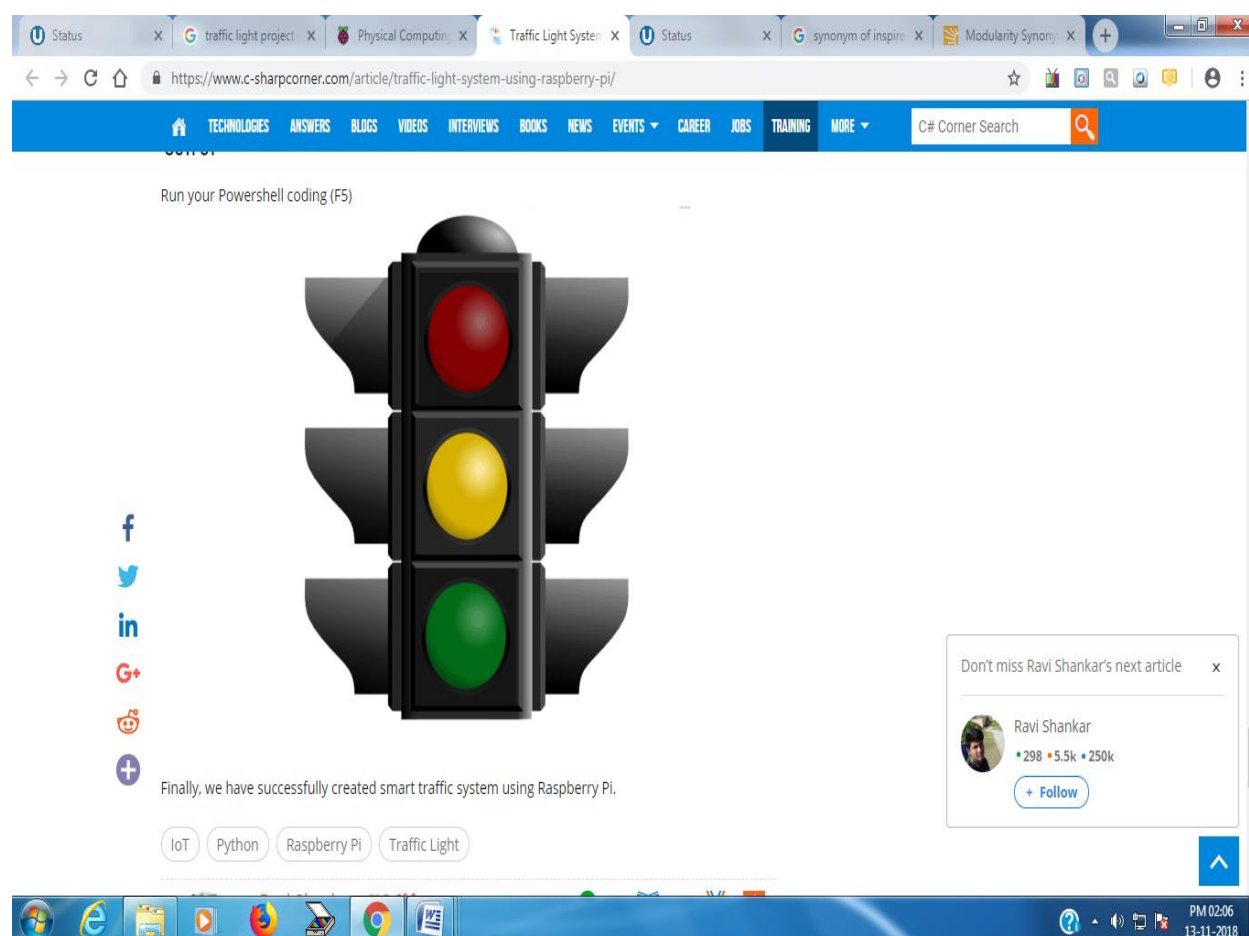 Status
traffic light project
Physical Computing
Traffic Light System
Status
synonym of inspire
Modularity Synony
https://www.c-sharpcorner.com/article/traffic-light-system-using-raspberry-pi/
TECHNOLOGIES ANSWERS BLOGS VIDEOS INTERVIEWS BOOKS NEWS EVENTS CAREER JOBS TRAINING MORE C# Corner Search
Run your Powershell coding (F5)
Don't miss Ravi Shankar's next article x
Ravi Shankar
• 298 • 5.5k • 250k
+ Follow
Finally, we have successfully created smart traffic system using Raspberry Pi.
IoT Python Raspberry Pi Traffic Light
PM 02:06
13-11-2018